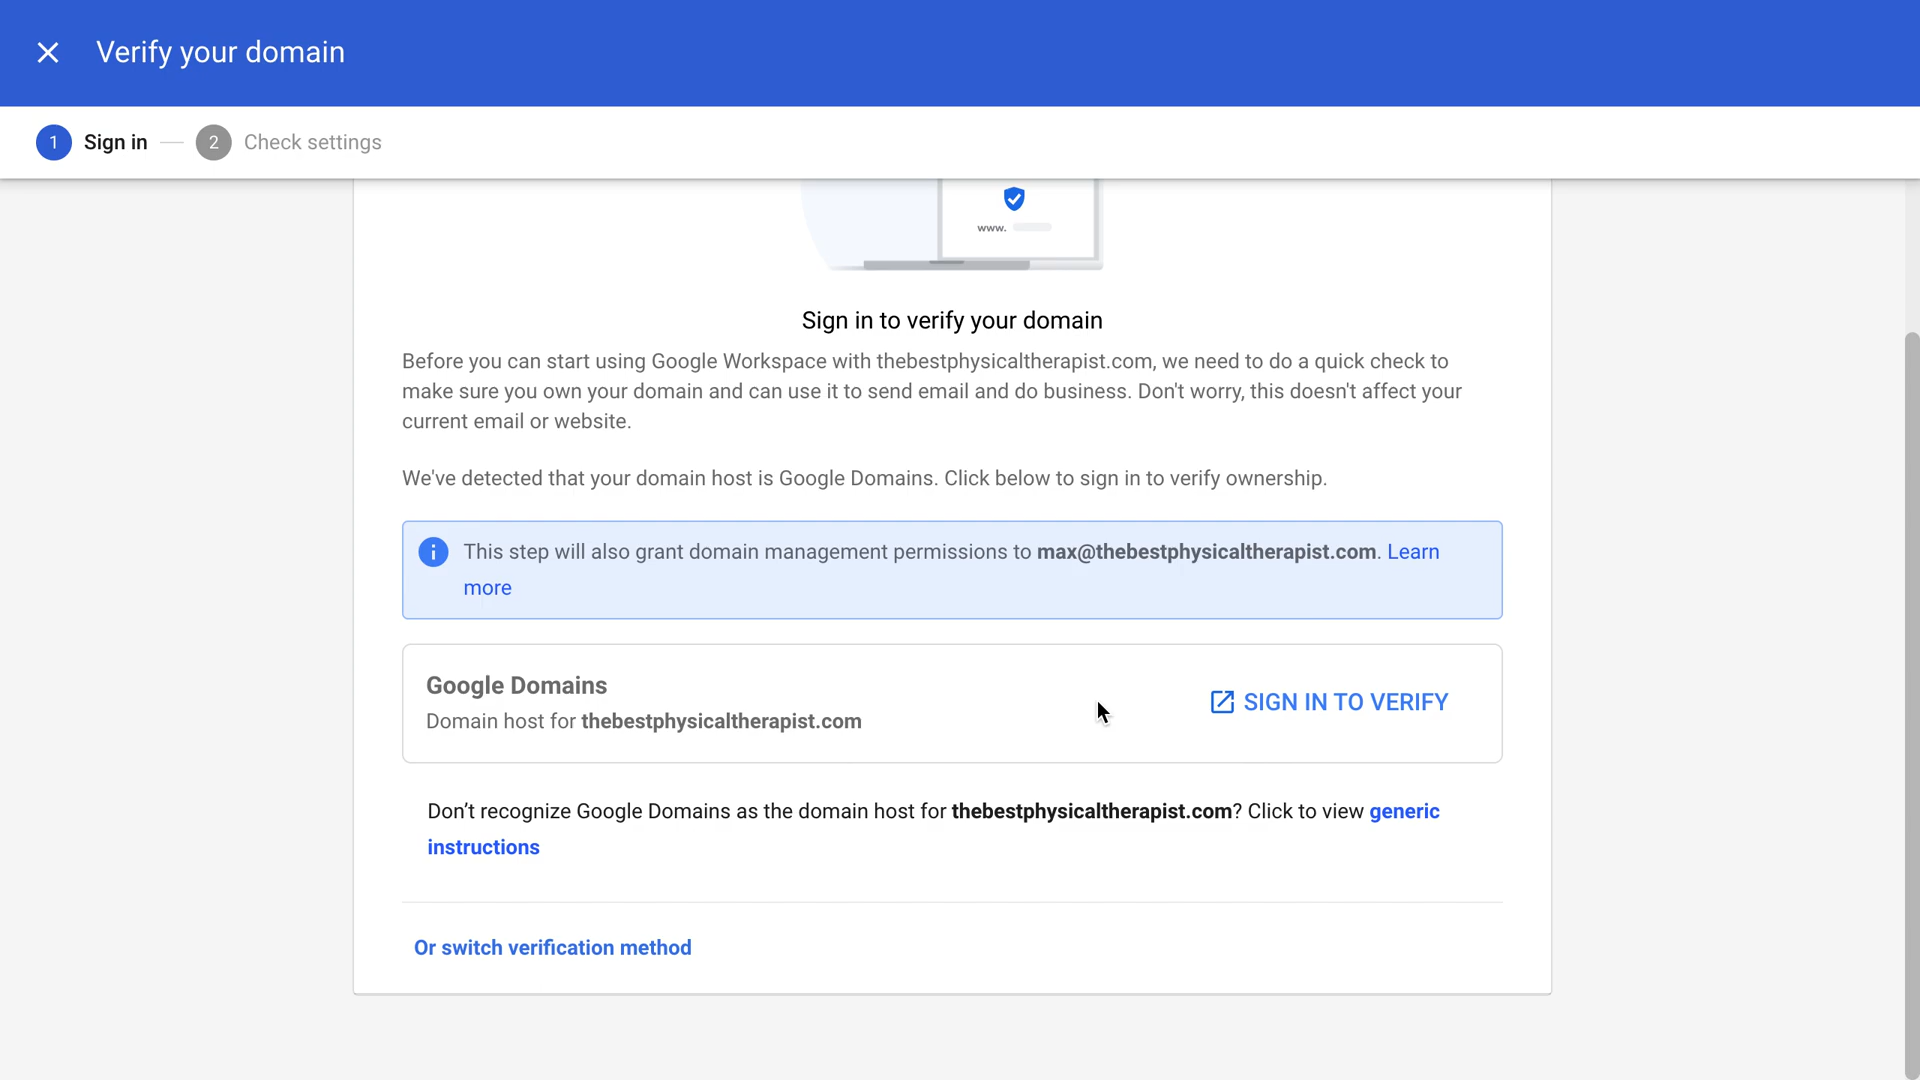 Verify your domain
1 Sign in 2 Check settings
www.
Sign in to verify your domain
Before you can start using Google Workspace with thebestphysicaltherapist.com, we need to do a quick check to
make sure you own your domain and can use it to send email and do business. Don't worry, this doesn't affect your
current email or website.
We've detected that your domain host is Google Domains. Click below to sign in to verify ownership.
This step will also grant domain management permissions to max@thebestphysicaltherapist.com. Learn
more
Google Domains
Domain host for thebestphysicaltherapist.com
SIGN IN TO VERIFY
Don’t recognize Google Domains as the domain host for thebestphysicaltherapist.com? Click to view generic
instructions
Or switch verification method